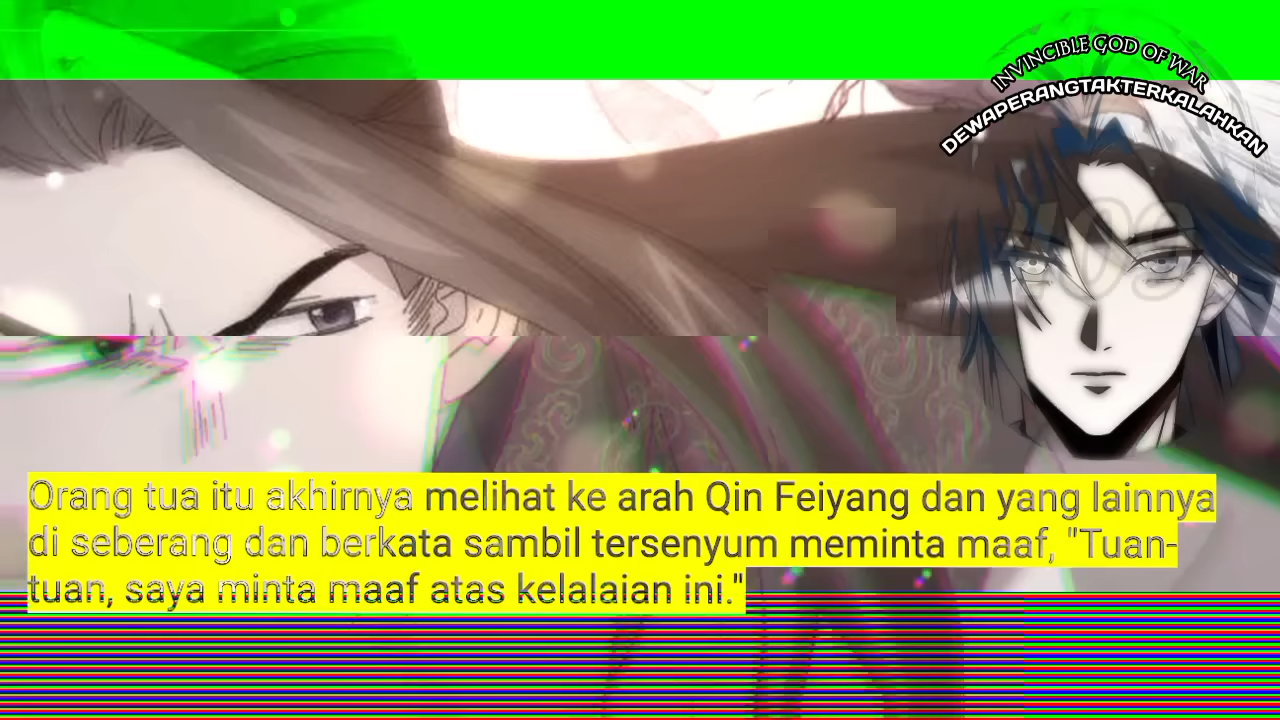 INVINCIBLE GOD OF WAR
DEWAPERANGTAKTERKALAHKAN
Orang tua itu akhirnya melihat ke arah Qin Feiyang dan yang lainnya
di seberang dan berkata sambil tersenyum meminta maaf, "Tuan-
tuan, saya minta maaf atas kelalaian ini."